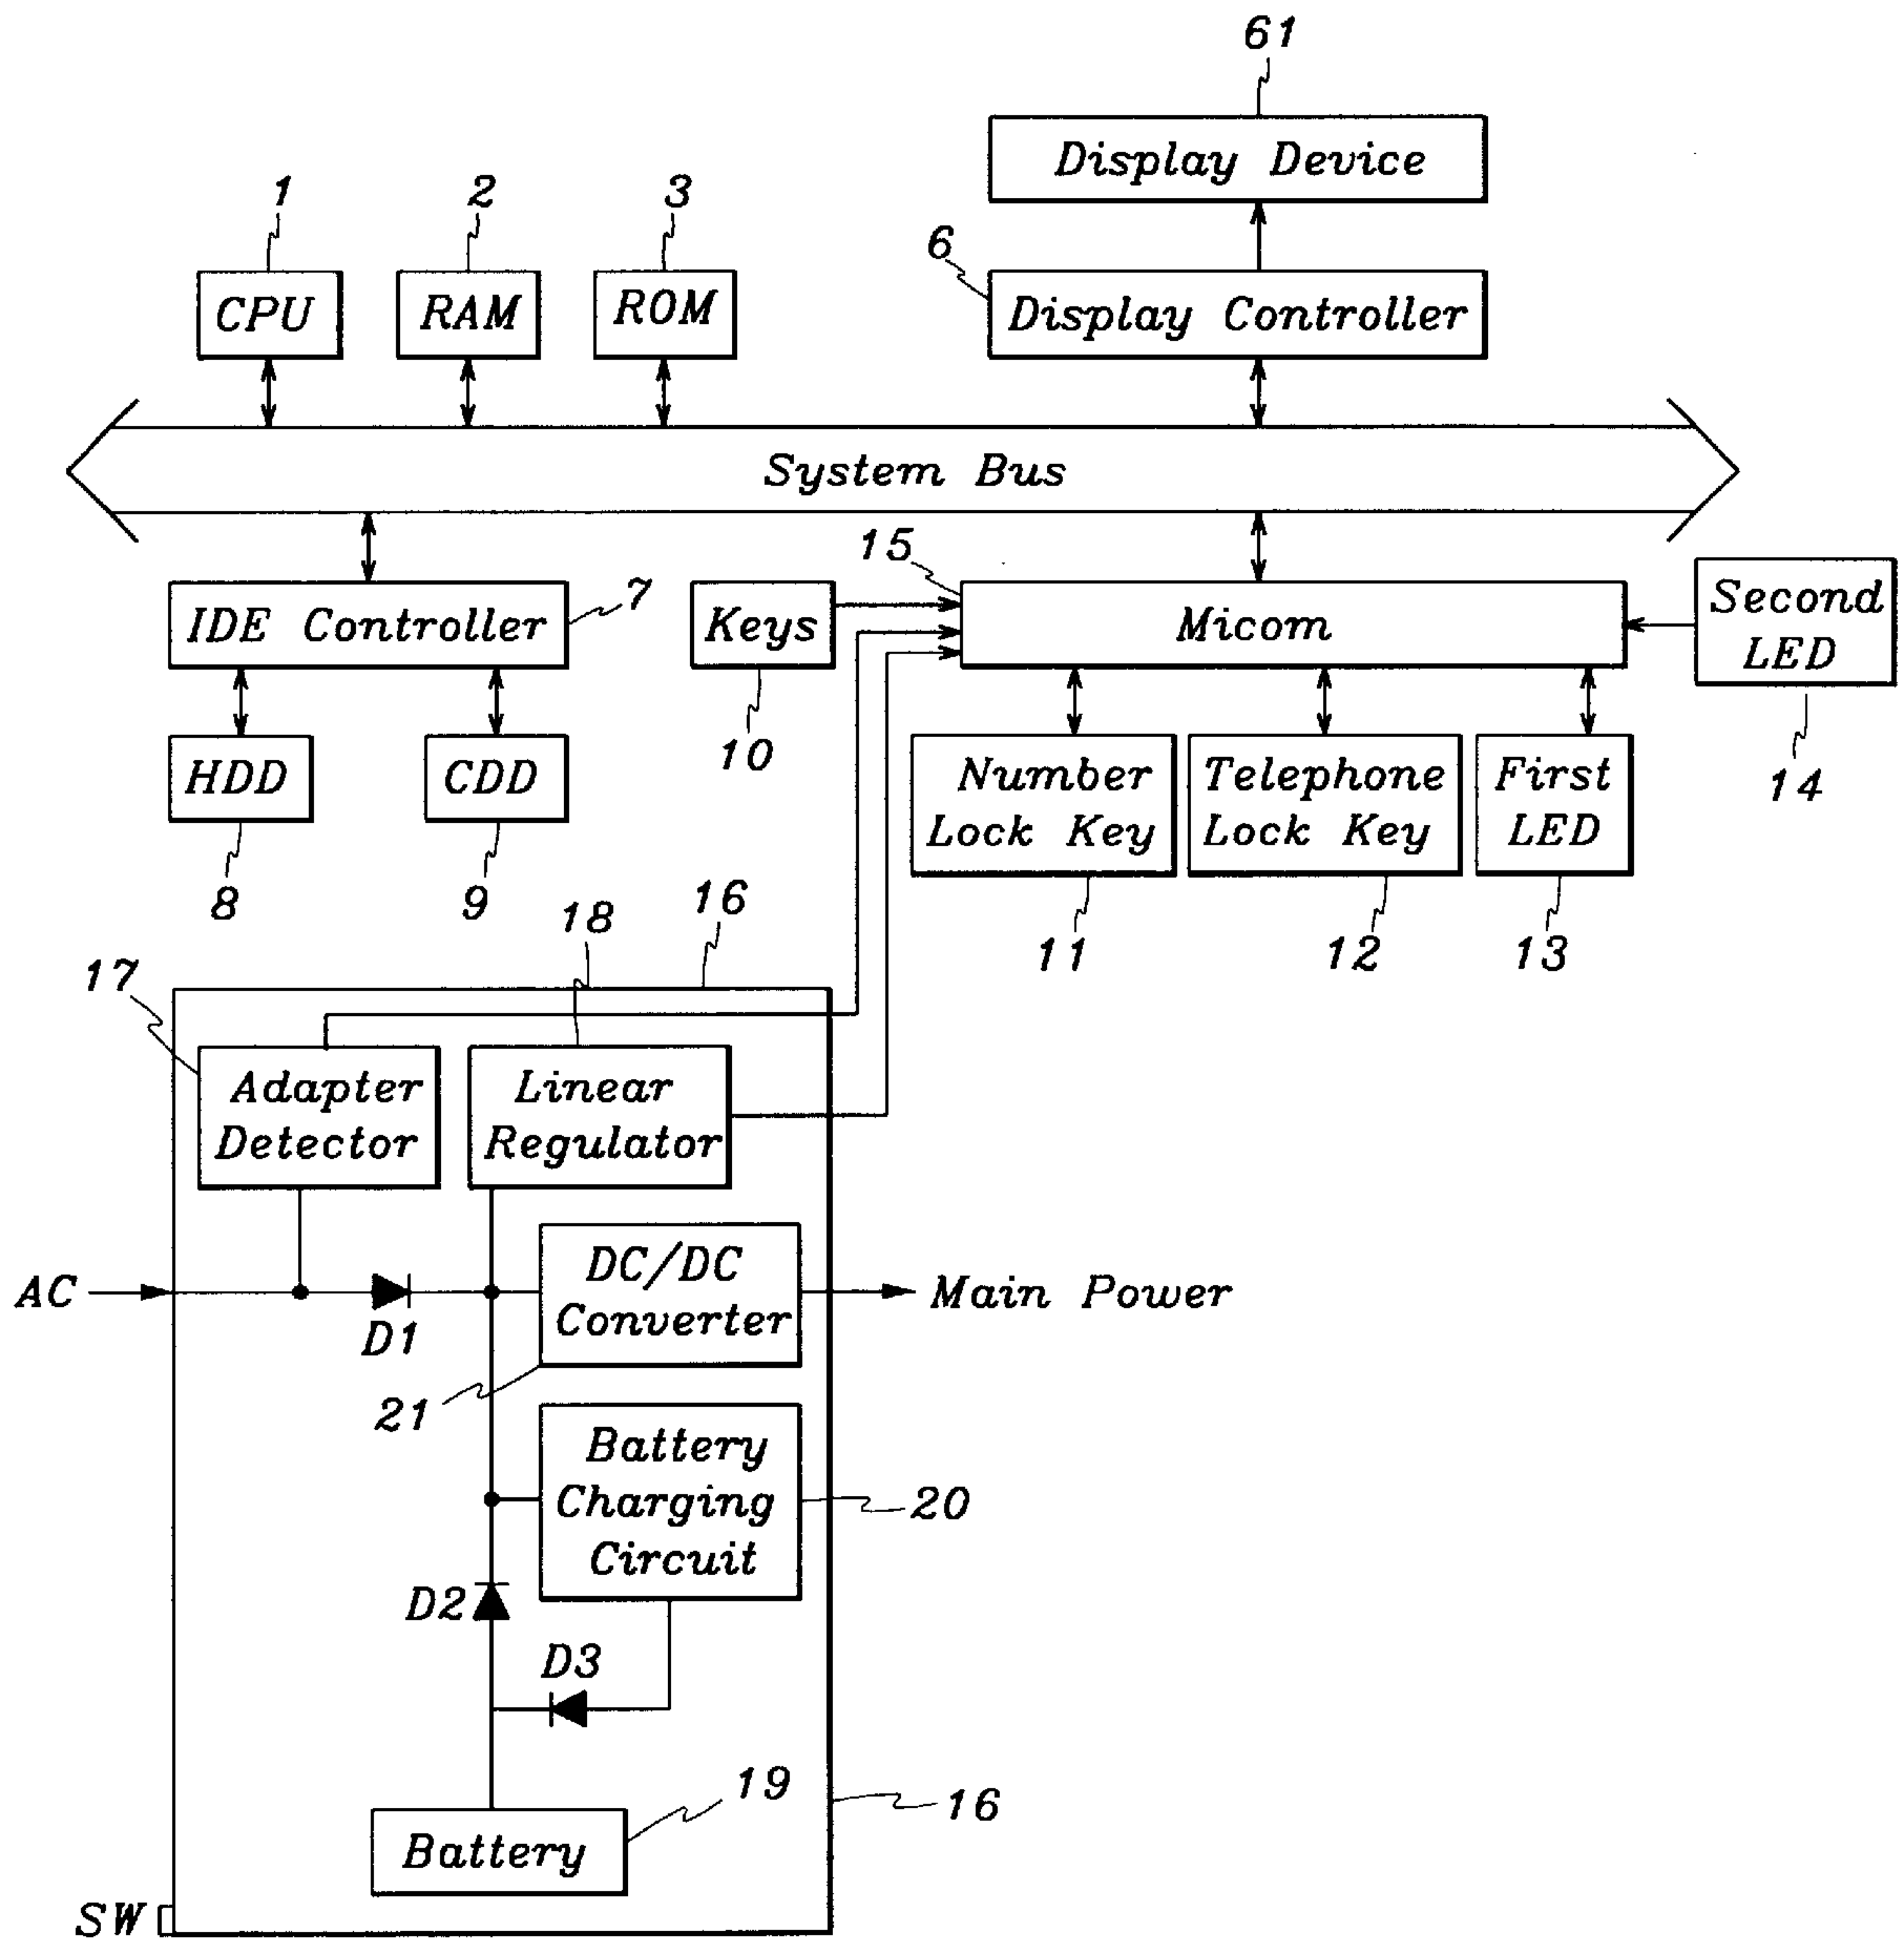 61
Display Device
1
2
3
6
CPU
RAM
ROM
Display Controller
System Bus
15
IDE Controller
7
Keys
Micom
Second
LED
10
14
HDD
CDD
Number
Lock Key
Telephone
Lock Key
First
LED
8
9
11
12
13
18
16
17
Adapter
Detector
Linear
Regulator
AC
D1
DC/DC
Converter
Main Power
21
Battery
Charging
Circuit
20
D2
D3
19
16
Battery
SW